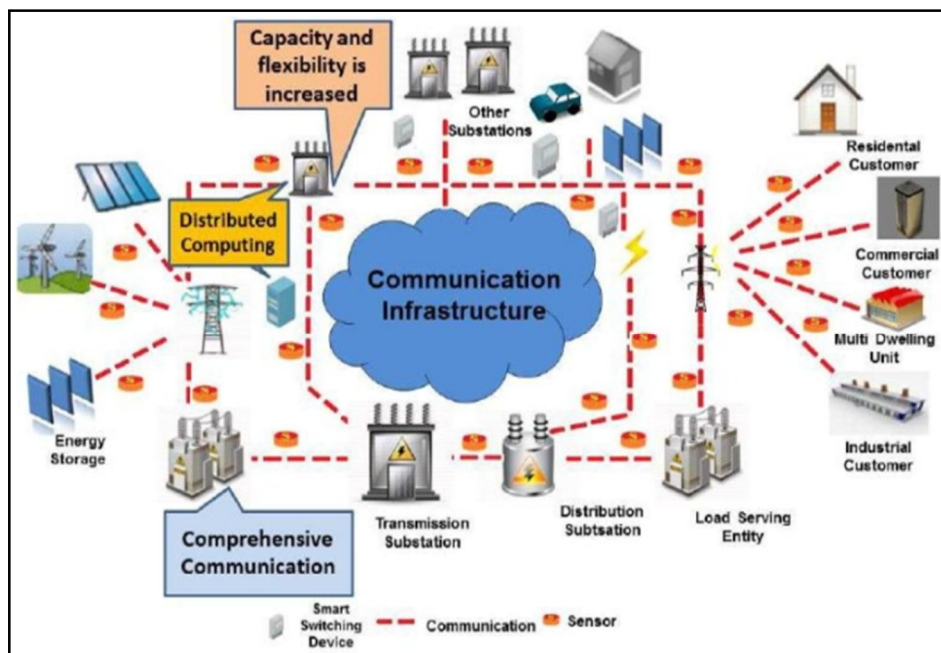 Capacity and
flexibility is
increased
Other
Substations
Residental
Customer
Distributed
Computing
Communication
Infrastructure
Commercial
Customer
Multi Dwelling
Unit
Energy
Storage
Industrial
Customer
Transmission
Substation
Distribution
Subtsation
Load Serving
Entity
Comprehensive
Communication
Smart
Switching
Device
Communication
Sensor
S